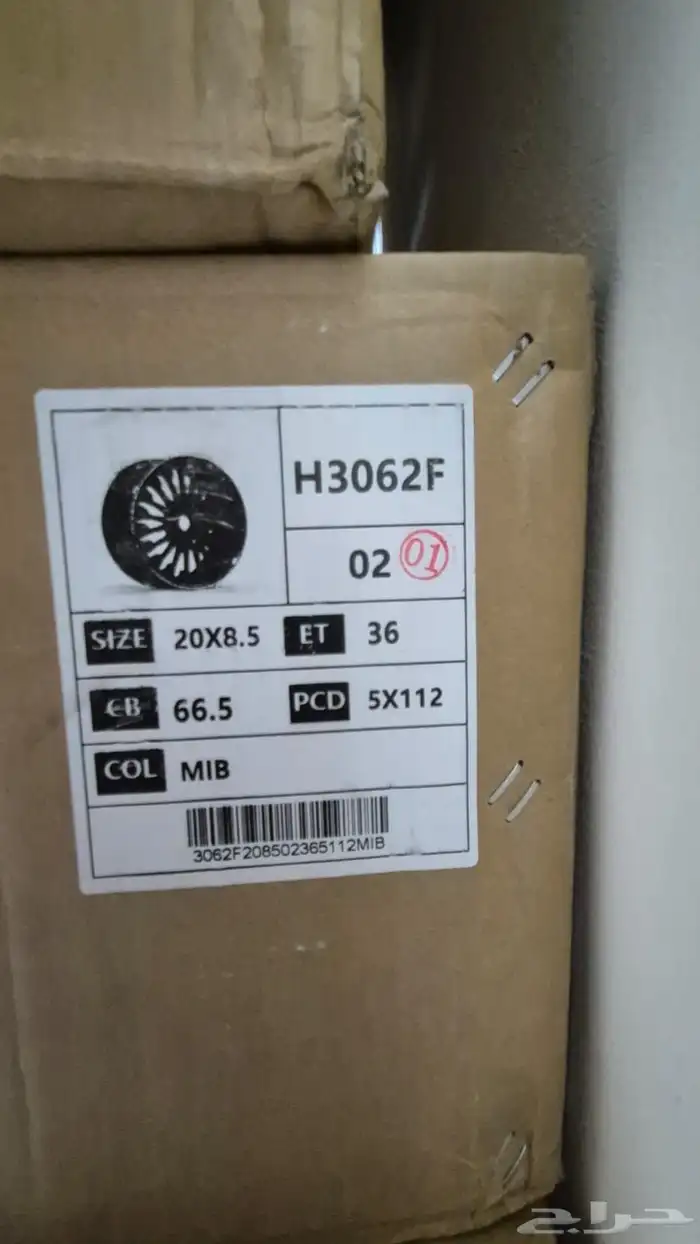 H3062F
02 01
SIZE 20X8.5 ET 36
CB 66.5 PCD 5X112
COL MIB
3062F208502365112MIB
حراج